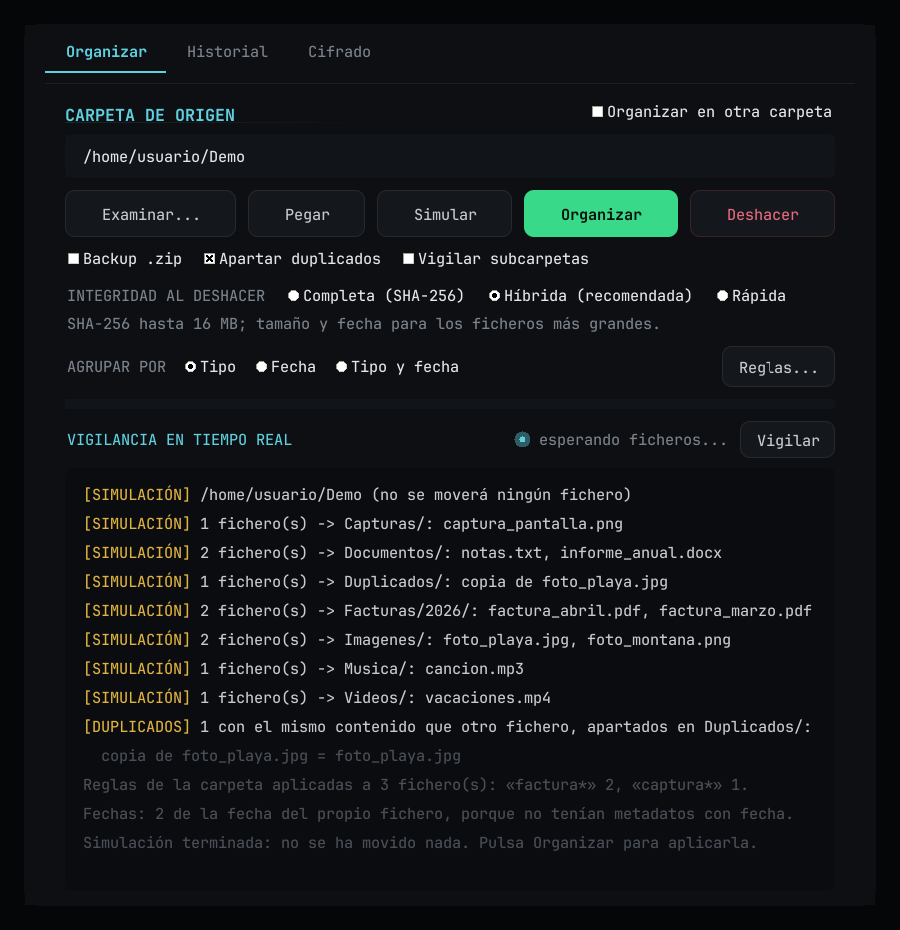 Organizar Historial Cifrado
CARPETA DE ORIGEN Organizar en otra carpeta
/home/usuario/Demo
Examinar... Pegar Simular Organizar Deshacer
Backup .zip Apartar duplicados Vigilar subcarpetas
INTEGRIDAD AL DESHACER Completa (SHA-256) Híbrida (recomendada) Rápida
SHA-256 hasta 16 MB; tamaño y fecha para los ficheros más grandes.
AGRUPAR POR Tipo Fecha Tipo y fecha Reglas...
VIGILANCIA EN TIEMPO REAL esperando ficheros... Vigilar
[SIMULACIÓN] /home/usuario/Demo (no se moverá ningún fichero)
[SIMULACIÓN] 1 fichero(s) -> Capturas/: captura_pantalla.png
[SIMULACIÓN] 2 fichero(s) -> Documentos/: notas.txt, informe_anual.docx
[SIMULACIÓN] 1 fichero(s) -> Duplicados/: copia de foto_playa.jpg
[SIMULACIÓN] 2 fichero(s) -> Facturas/2026/: factura_abril.pdf, factura_marzo.pdf
[SIMULACIÓN] 2 fichero(s) -> Imagenes/: foto_playa.jpg, foto_montana.png
[SIMULACIÓN] 1 fichero(s) -> Musica/: cancion.mp3
[SIMULACIÓN] 1 fichero(s) -> Videos/: vacaciones.mp4
[DUPLICADOS] 1 con el mismo contenido que otro fichero, apartados en Duplicados/:
copia de foto_playa.jpg = foto_playa.jpg
Reglas de la carpeta aplicadas a 3 fichero(s): «factura*» 2, «captura*» 1.
Fechas: 2 de la fecha del propio fichero, porque no tenían metadatos con fecha.
Simulación terminada: no se ha movido nada. Pulsa Organizar para aplicarla.